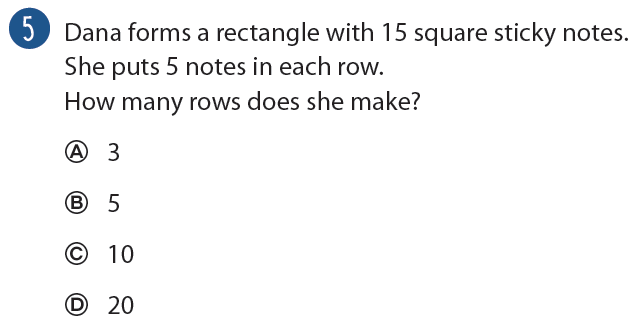 5 Dana forms a rectangle with 15 square sticky notes.
She puts 5 notes in each row.
How many rows does she make?
Ⓐ 3
Ⓑ 5
Ⓒ 10
Ⓓ 20